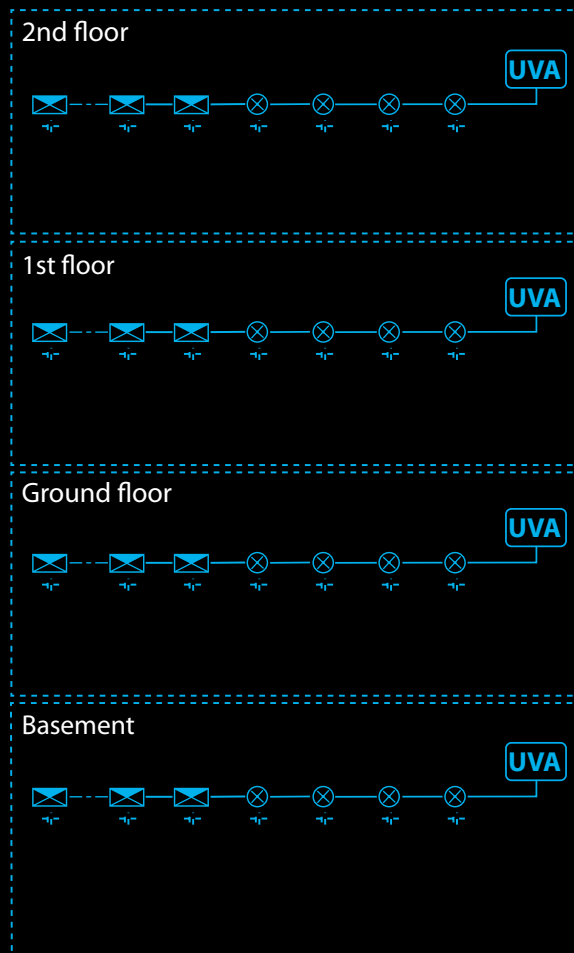 2nd floor
UVA
1st floor
UVA
Ground floor
UVA
Basement
UVA